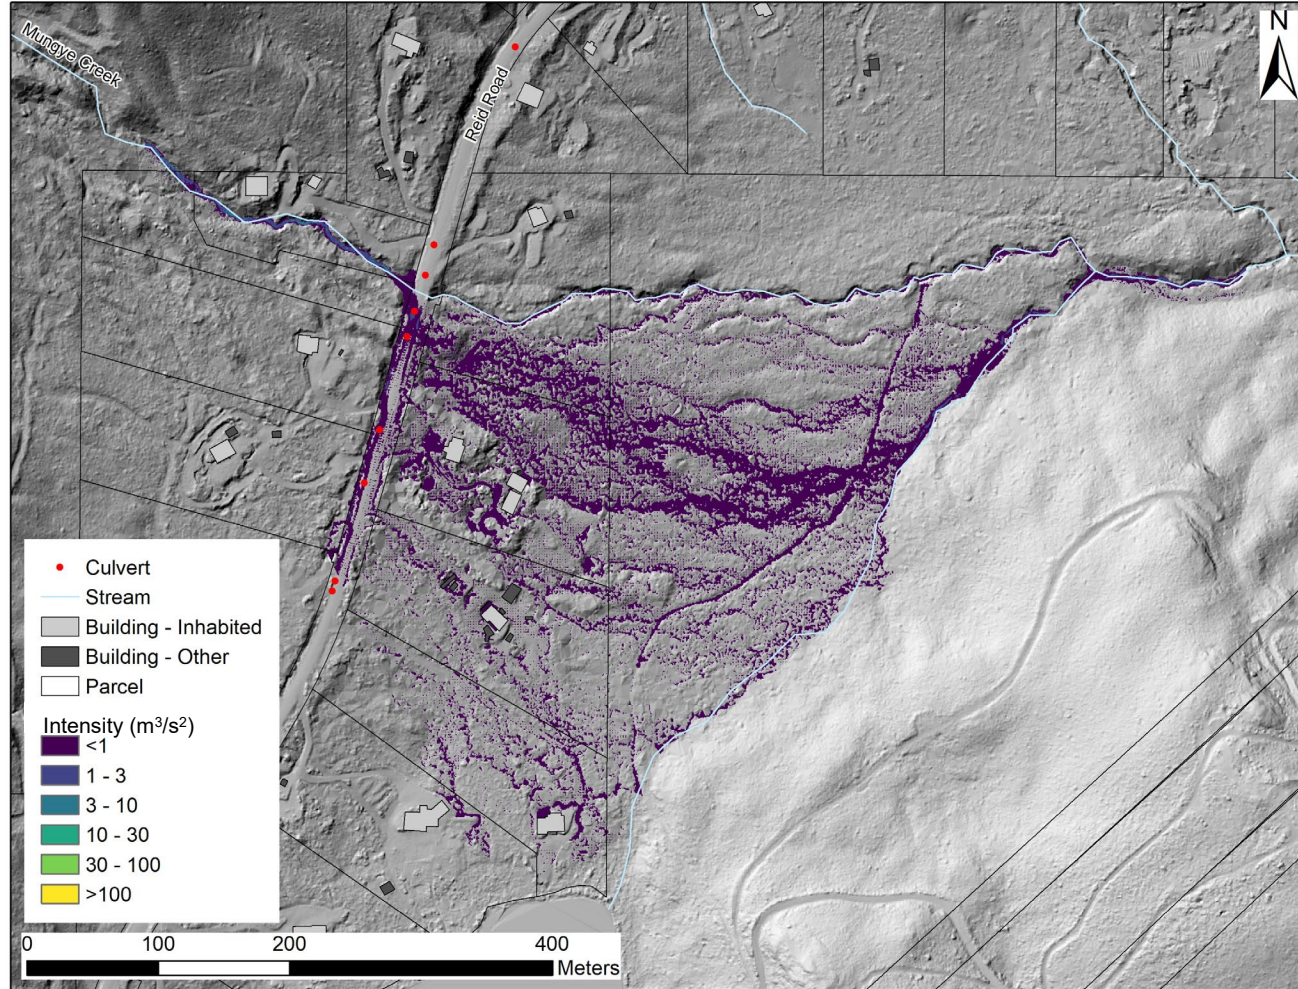 Mungye Creek
Reid Road
N
Culvert
Stream
Building - Inhabited
Building - Other
Parcel
Intensity (m³/s²)
<1
1 - 3
3 - 10
10 - 30
30 - 100
>100
0 100 200 400
Meters